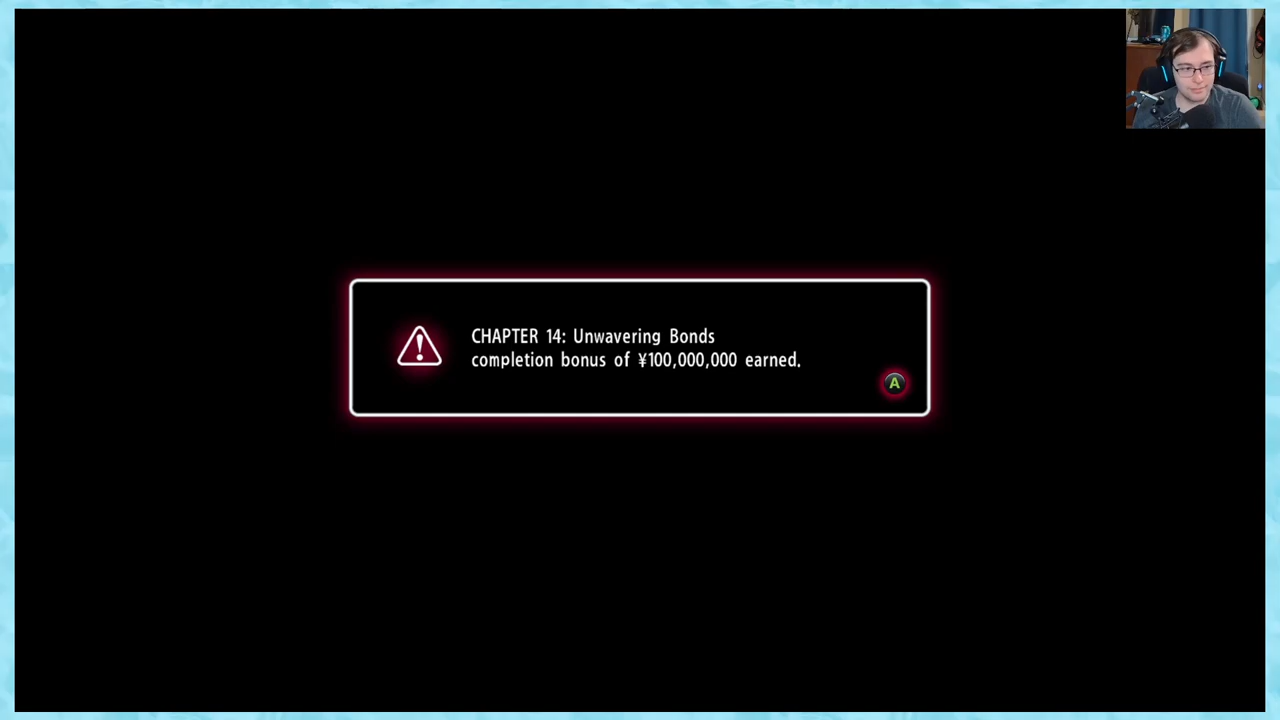 CHAPTER 14: Unwavering Bonds
completion bonus of ¥100,000,000 earned.
A